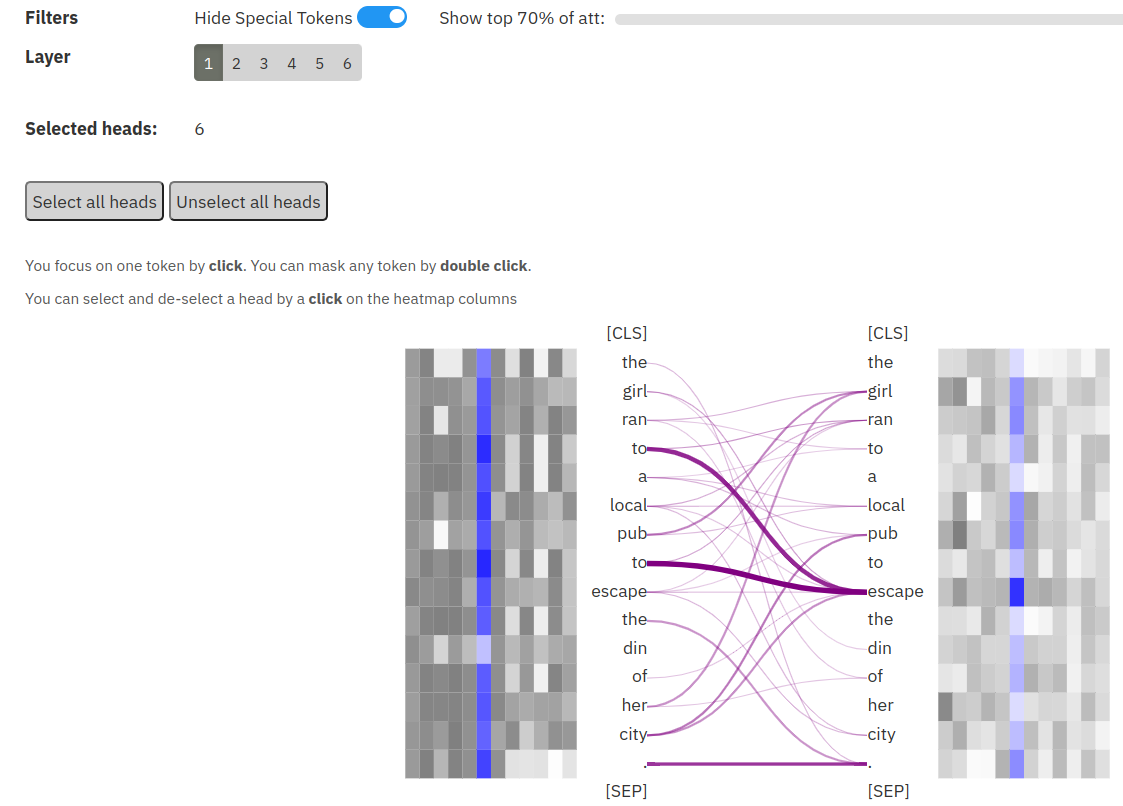 Filters Hide Special Tokens Show top 70% of att:
Layer 1 2 3 4 5 6
Selected heads: 6
Select all heads Unselect all heads
You focus on one token by click. You can mask any token by double click.
You can select and de-select a head by a click on the heatmap columns
[CLS] [CLS]
the the
girl girl
ran ran
to to
a a
local local
pub pub
to to
escape escape
the the
din din
of of
her her
city city
. .
[SEP] [SEP]